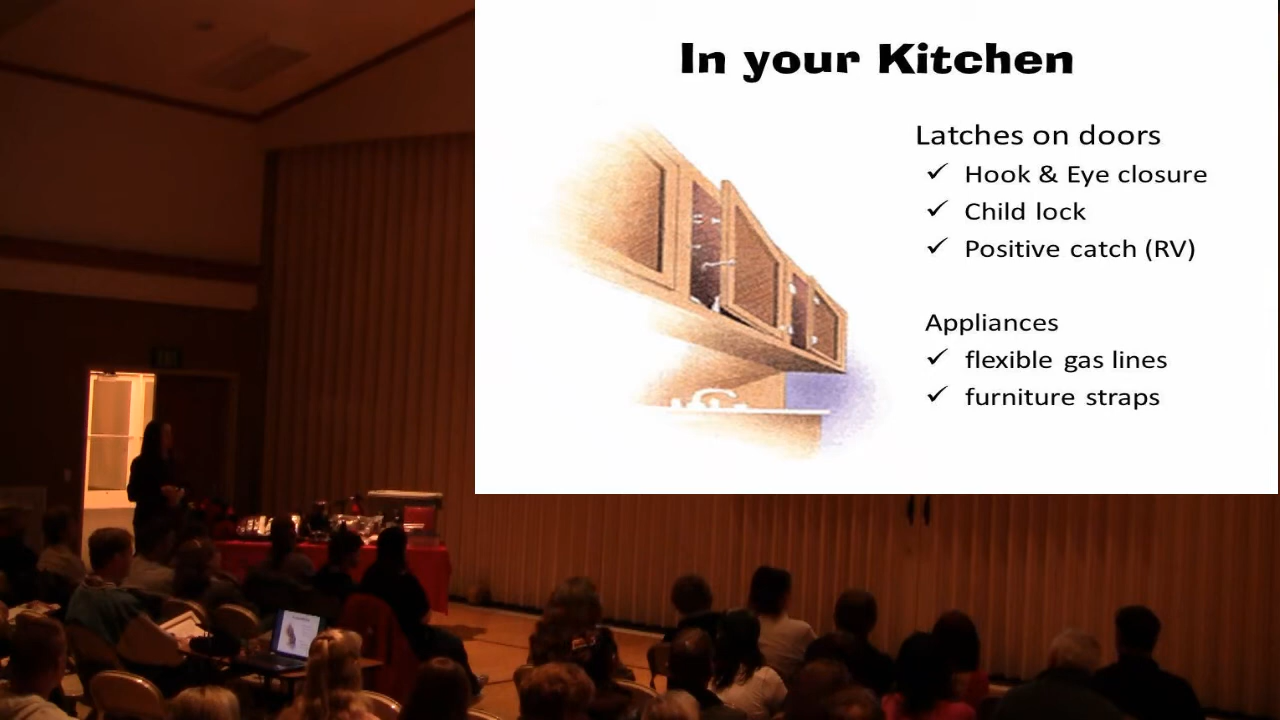 In your Kitchen
Latches on doors
✓ Hook & Eye closure
✓ Child lock
✓ Positive catch (RV)
Appliances
✓ flexible gas lines
✓ furniture straps